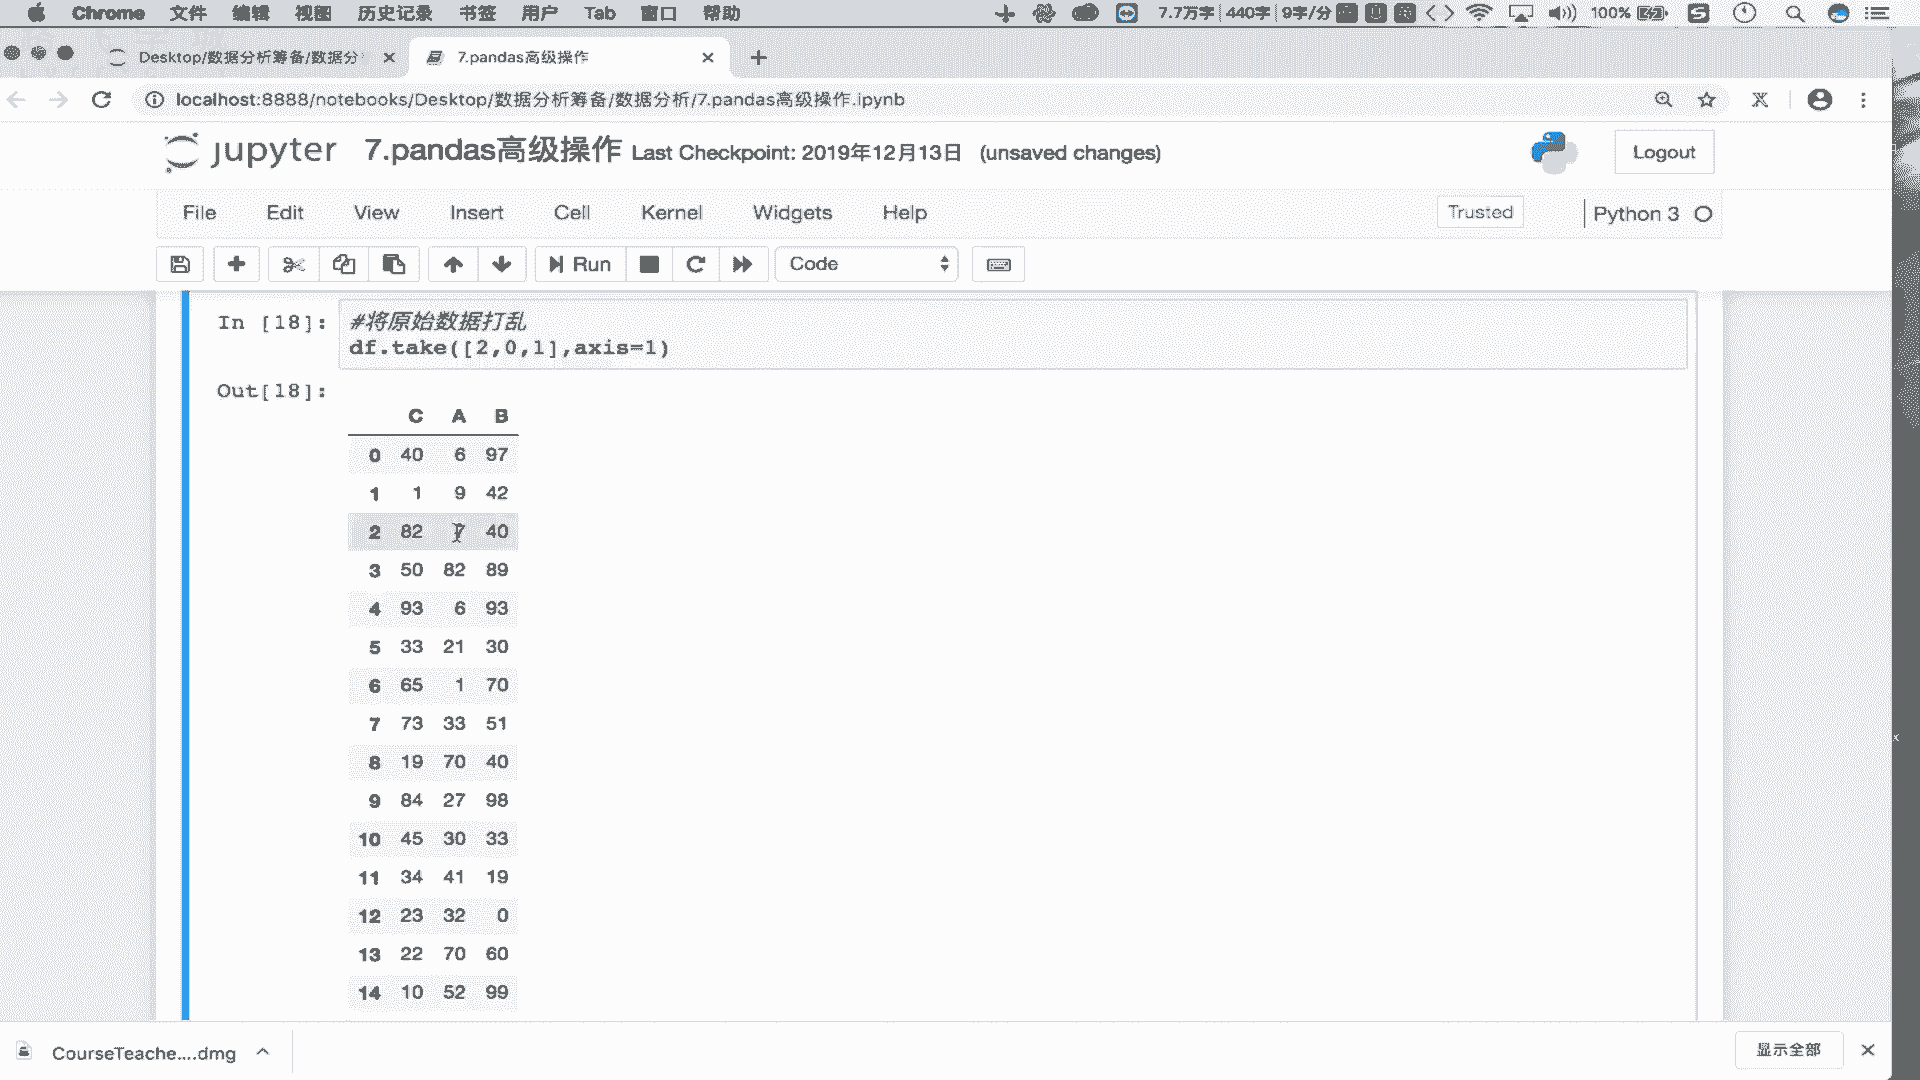 Chrome 文件 编辑 视图 历史记录 书签 用户 Tab 窗口 帮助 7.7万字 440字 9字/分 100%
Desktop/数据分析筹备/数据分 7.pandas高级操作
localhost:8888/notebooks/Desktop/数据分析筹备/数据分析/7.pandas高级操作.ipynb
jupyter 7.pandas高级操作 Last Checkpoint: 2019年12月13日 (unsaved changes) Logout
File Edit View Insert Cell Kernel Widgets Help Trusted Python 3
Run Code
In [18]: #将原始数据打乱
df.take([2,0,1],axis=1)
Out[18]:
C A B
0 40 6 97
1 1 9 42
2 82 7 40
3 50 82 89
4 93 6 93
5 33 21 30
6 65 1 70
7 73 33 51
8 19 70 40
9 84 27 98
10 45 30 33
11 34 41 19
12 23 32 0
13 22 70 60
14 10 52 99
CourseTeache....dmg 显示全部